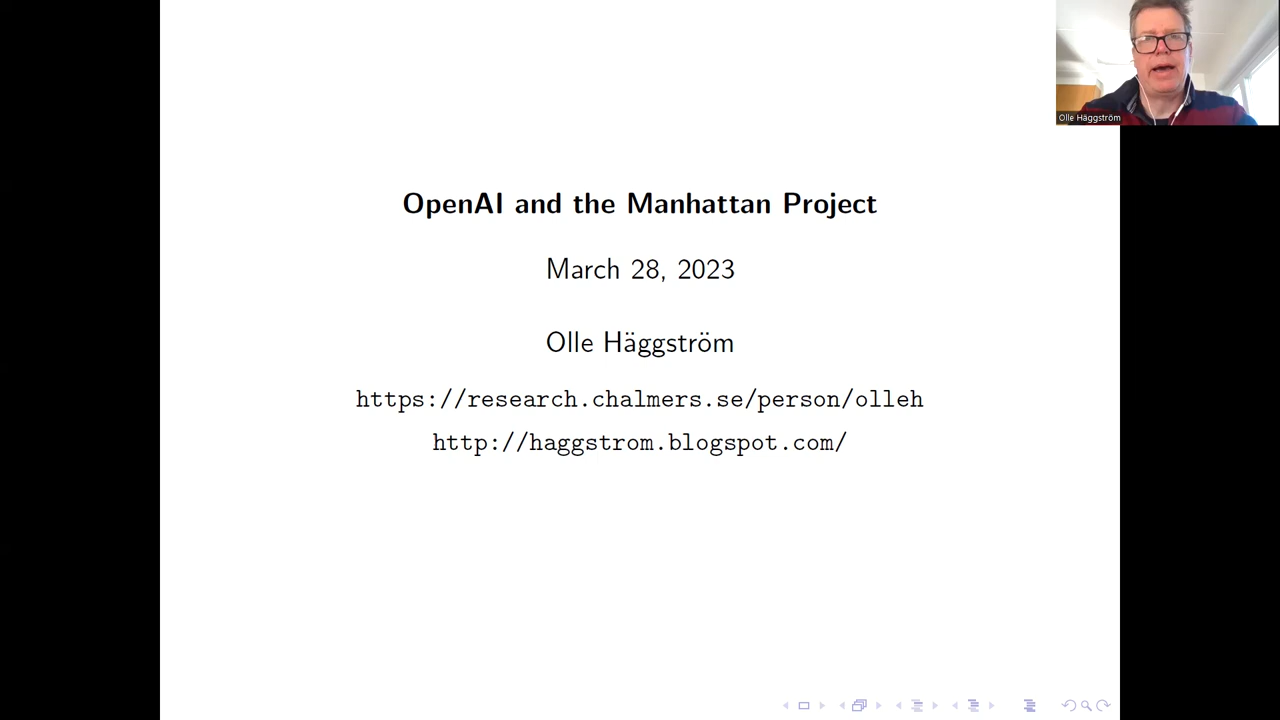 Olle Häggström
OpenAI and the Manhattan Project
March 28, 2023
Olle Häggström
https://research.chalmers.se/person/olleh
http://haggstrom.blogspot.com/